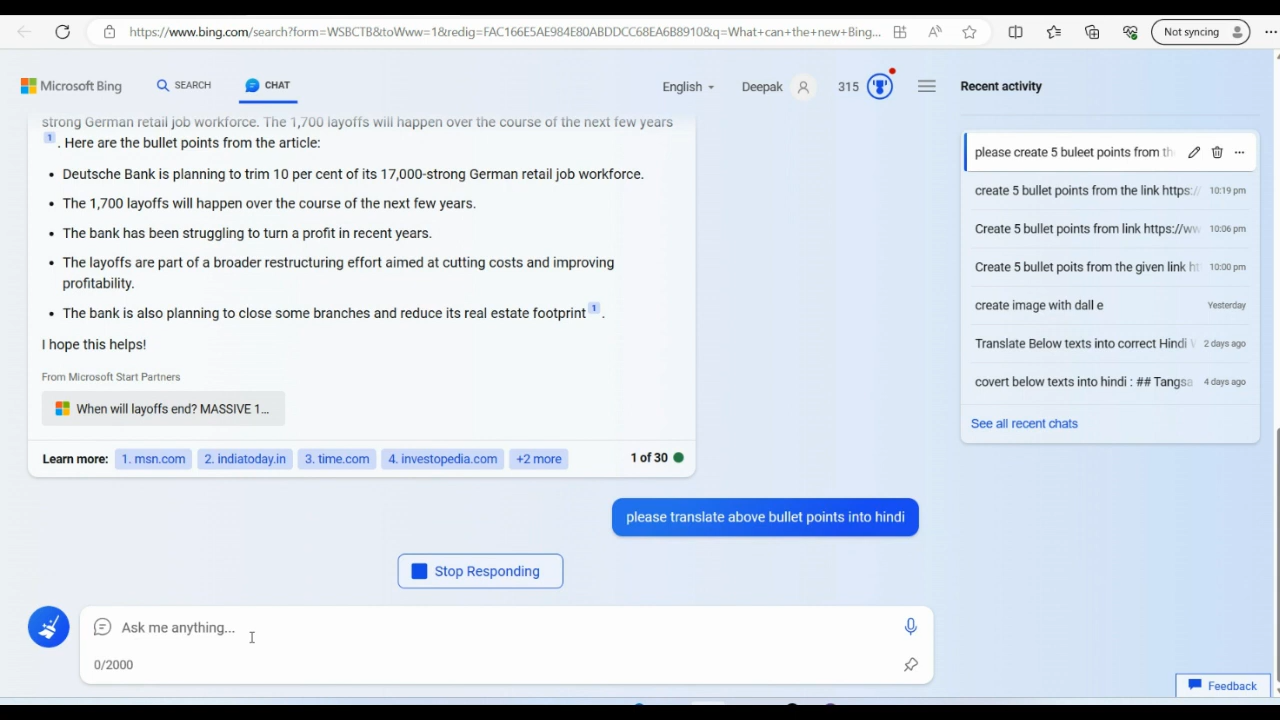 https://www.bing.com/search?form=WSBCTB&toWww=1&redig=FAC166E5AE984E80ABDDCC68EA6B8910&q=What+can+the+new+Bing...
Not syncing
Microsoft Bing
SEARCH
CHAT
English
Deepak
315
Recent activity
strong German retail job workforce. The 1,700 layoffs will happen over the course of the next few years
1 . Here are the bullet points from the article:
• Deutsche Bank is planning to trim 10 per cent of its 17,000-strong German retail job workforce.
• The 1,700 layoffs will happen over the course of the next few years.
• The bank has been struggling to turn a profit in recent years.
• The layoffs are part of a broader restructuring effort aimed at cutting costs and improving
profitability.
• The bank is also planning to close some branches and reduce its real estate footprint 1 .
I hope this helps!
From Microsoft Start Partners
When will layoffs end? MASSIVE 1...
Learn more: 1. msn.com 2. indiatoday.in 3. time.com 4. investopedia.com +2 more 1 of 30
please translate above bullet points into hindi
Stop Responding
Ask me anything...
0/2000
please create 5 buleet points from th
create 5 bullet points from the link https:// 10:19 pm
Create 5 bullet points from link https://ww 10:06 pm
Create 5 bullet poits from the given link ht 10:00 pm
create image with dall e Yesterday
Translate Below texts into correct Hindi 2 days ago
covert below texts into hindi : ## Tangsa 4 days ago
See all recent chats
Feedback